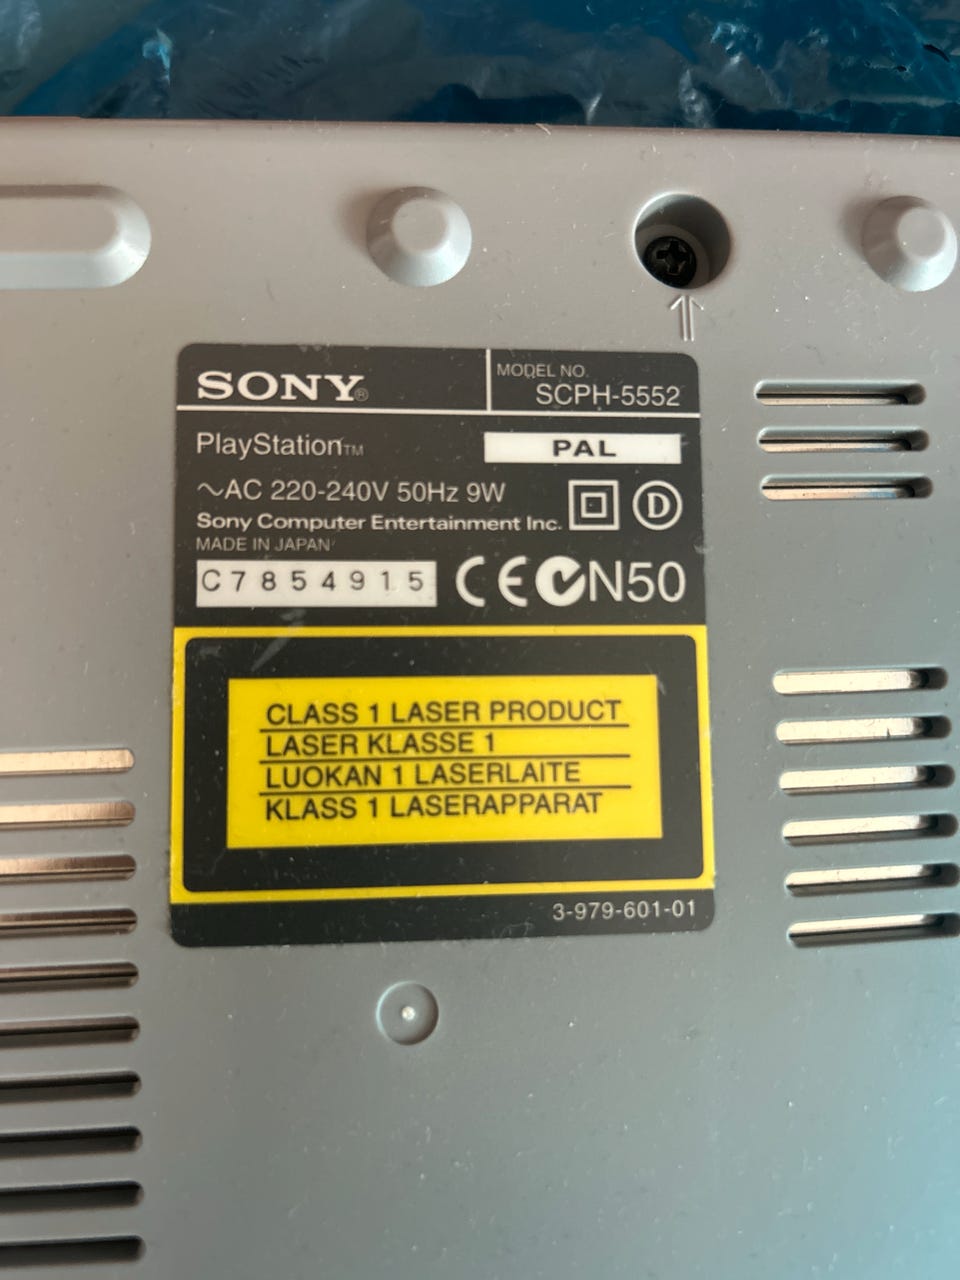 SONY®
MODEL NO.
SCPH-5552
PlayStation™
PAL
~AC 220-240V 50Hz 9W
D
Sony Computer Entertainment Inc.
MADE IN JAPAN
C7854915
CE N50
CLASS 1 LASER PRODUCT
LASER KLASSE 1
LUOKAN 1 LASERLAITE
KLASS 1 LASERAPPARAT
3-979-601-01